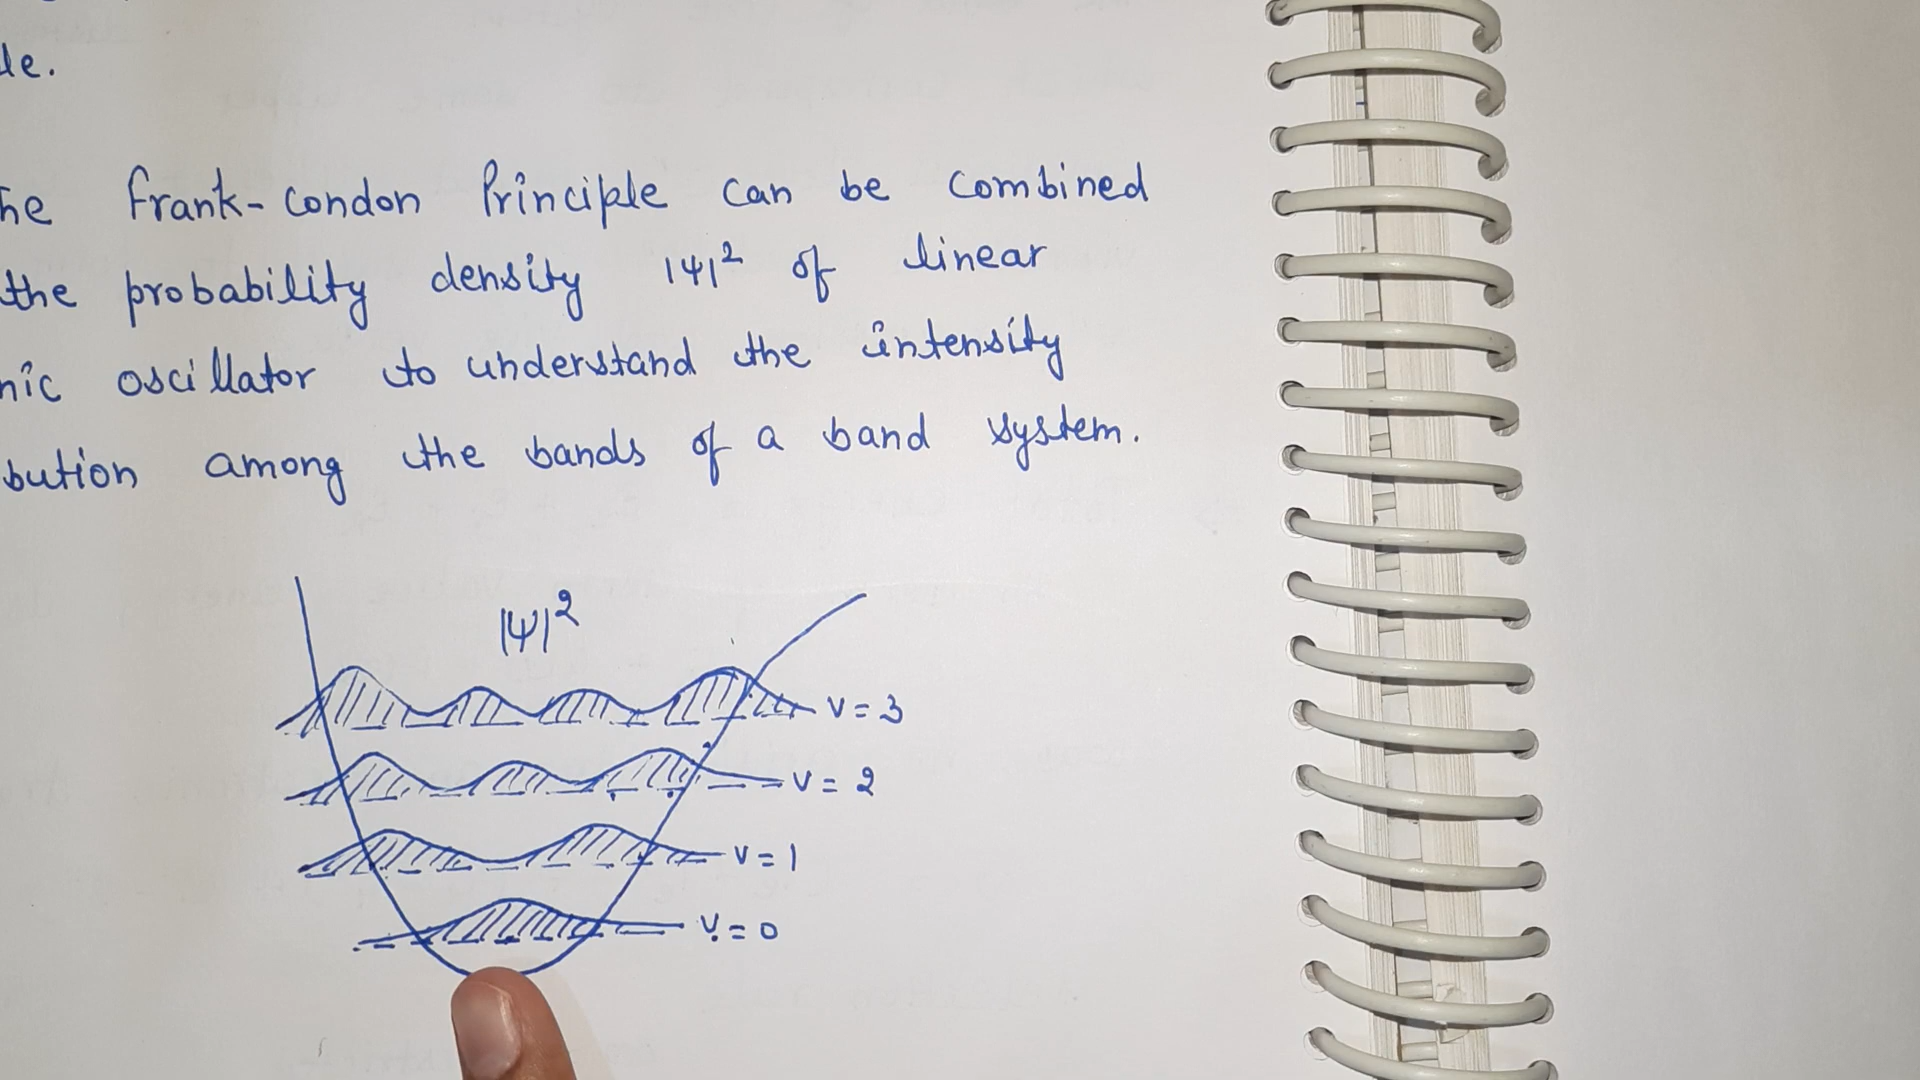 le.
he Frank-Condon Principle can be combined
the probability density |ψ|² of linear
nic oscillator to understand the intensity
bution among the bands of a band system.
|ψ|²
v=3
v=2
v=1
v=0